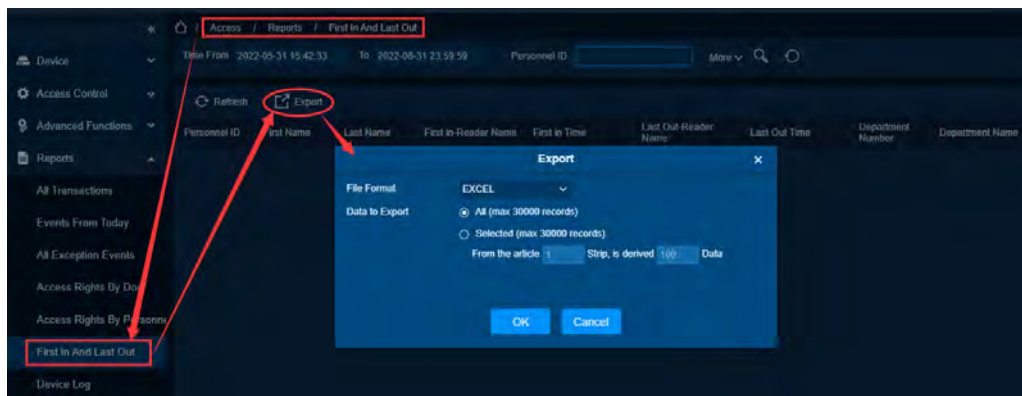 Access / Reports / First In And Last Out
Time From 2022-05-31 15:42:33 To 2022-08-31 23:59:59 Personnel ID More
Device
Access Control
Advanced Functions
Reports
All Transactions
Events From Today
All Exception Events
Access Rights By Do
Access Rights By Personn
First In And Last Out
Device Log
Refresh Export
Personnel ID irst Name Last Name First in-Reader Name First in Time Last Out-Reader Name Last Out Time Department Number Department Name
Export
File Format EXCEL
Data to Export All (max 30000 records)
Selected (max 30000 records)
From the article 1 Strip, is derived 100 Data
OK Cancel